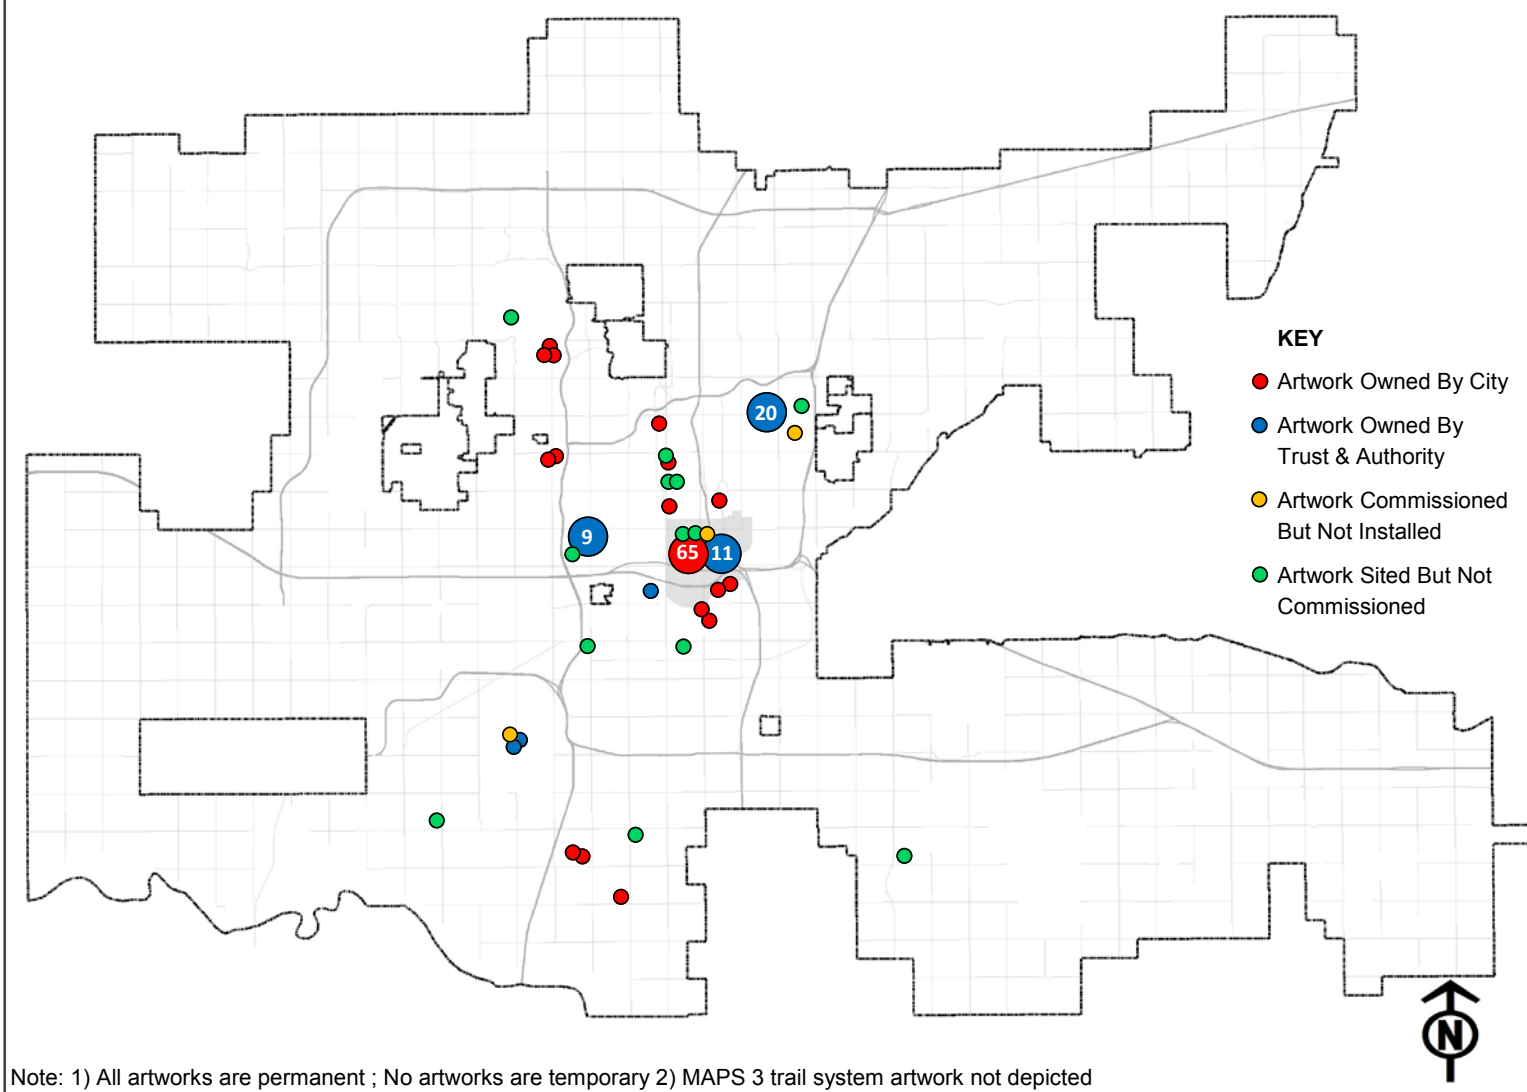 KEY
Artwork Owned By City
20
Artwork Owned By
Trust & Authority
Artwork Commissioned
But Not Installed
9
65
11
Artwork Sited But Not
Commissioned
N
Note: 1) All artworks are permanent ; No artworks are temporary 2) MAPS 3 trail system artwork not depicted